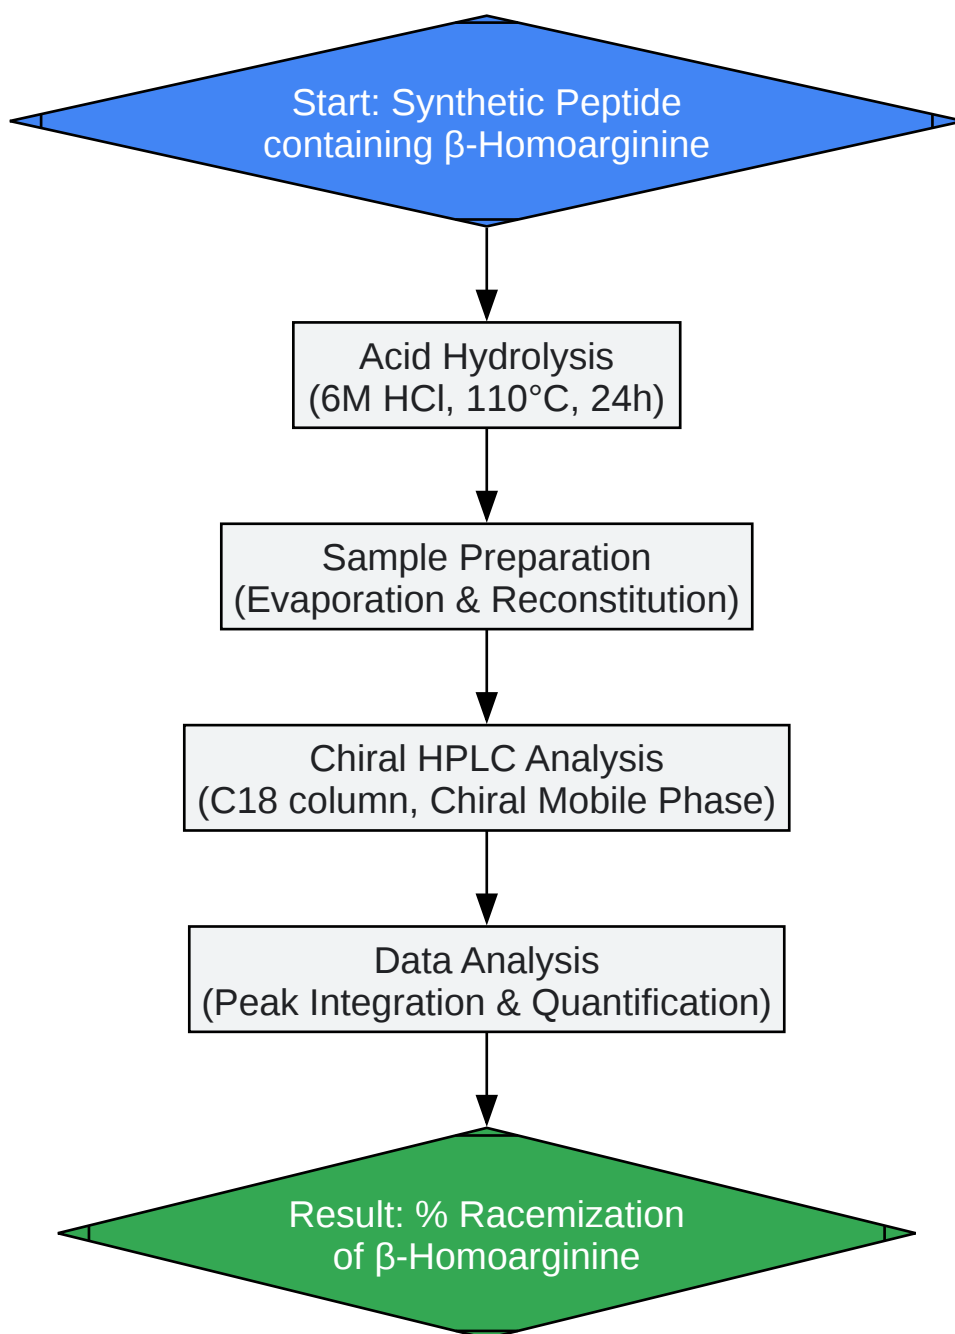 Start: Synthetic Peptide
containing β-Homoarginine
Acid Hydrolysis
(6M HCl, 110°C, 24h)
Sample Preparation
(Evaporation & Reconstitution)
Chiral HPLC Analysis
(C18 column, Chiral Mobile Phase)
Data Analysis
(Peak Integration & Quantification)
Result: % Racemization
of β-Homoarginine